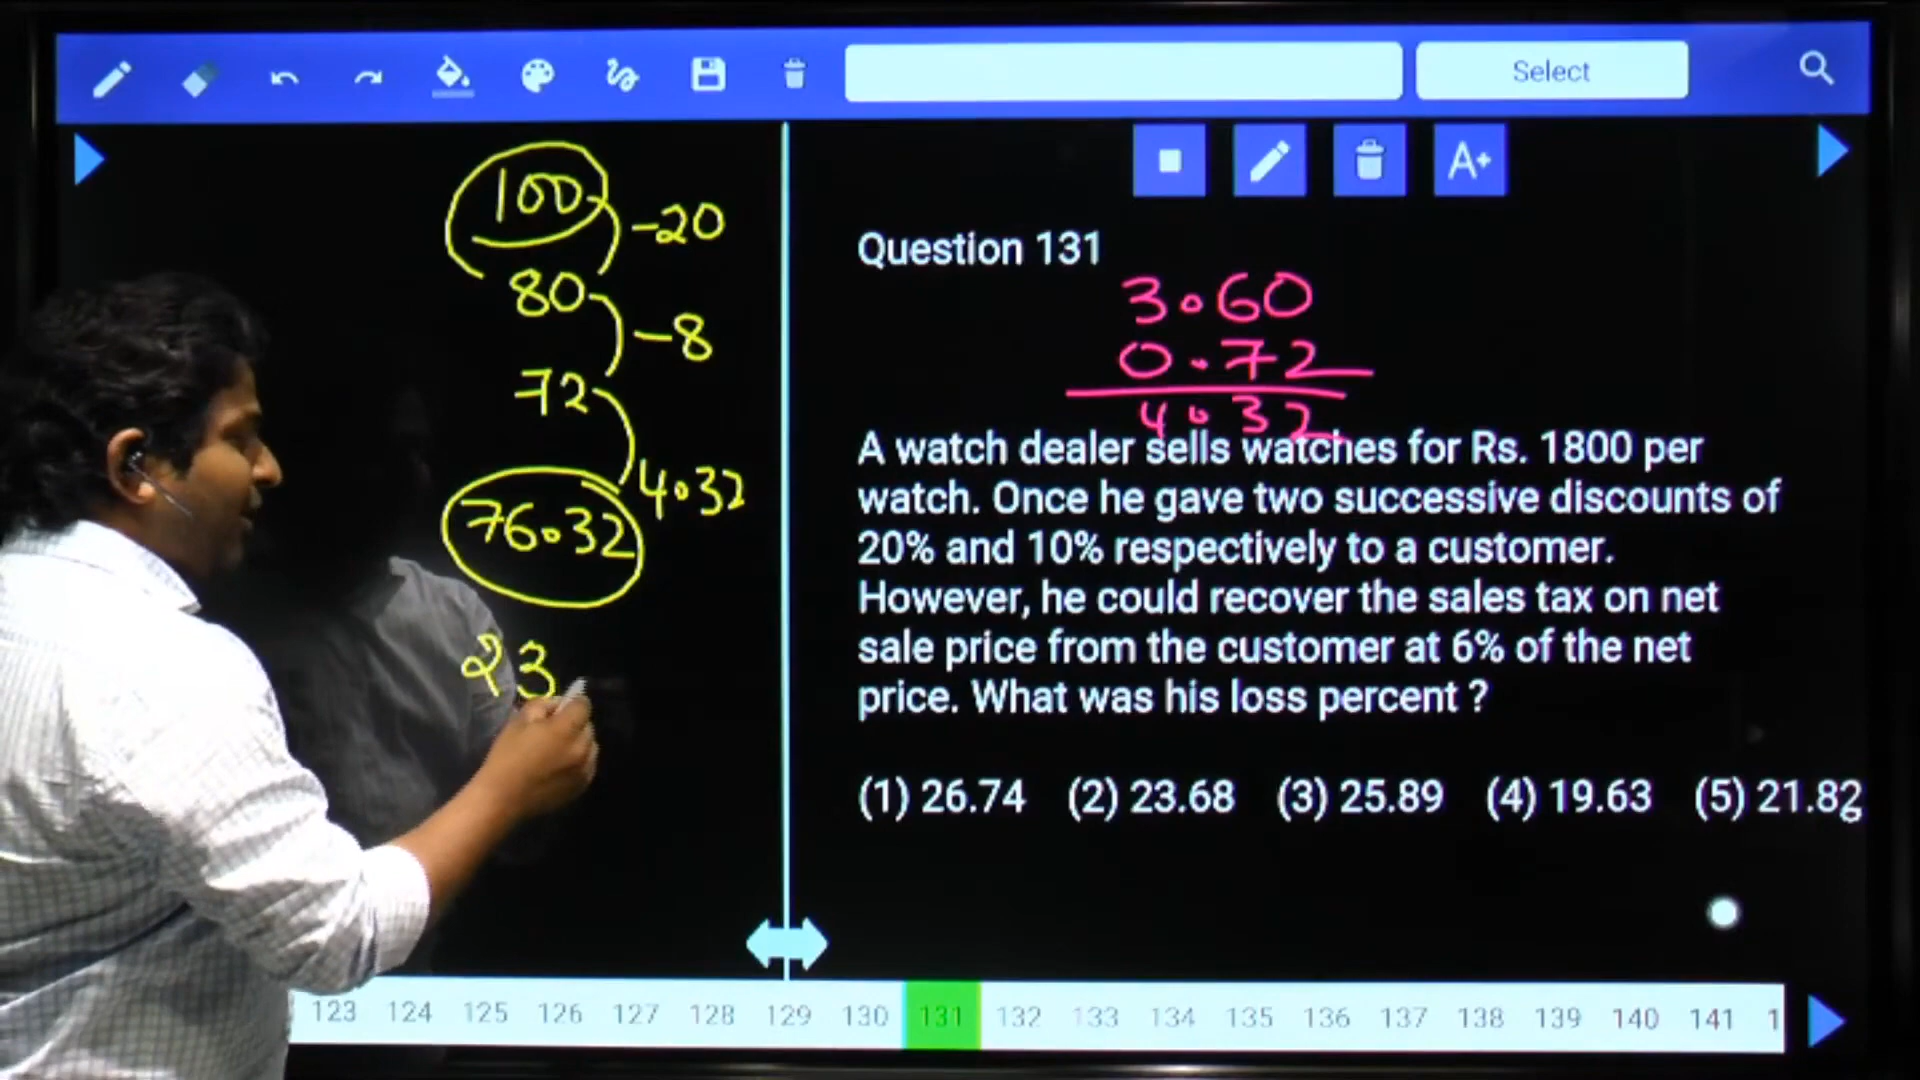 Select
A+
100
-20
80
-8
72
4.32
76.32
23
Question 131
3.60
0.72
4.32
A watch dealer sells watches for Rs. 1800 per
watch. Once he gave two successive discounts of
20% and 10% respectively to a customer.
However, he could recover the sales tax on net
sale price from the customer at 6% of the net
price. What was his loss percent ?
(1) 26.74 (2) 23.68 (3) 25.89 (4) 19.63 (5) 21.82
123 124 125 126 127 128 129 130 131 132 133 134 135 136 137 138 139 140 141 1